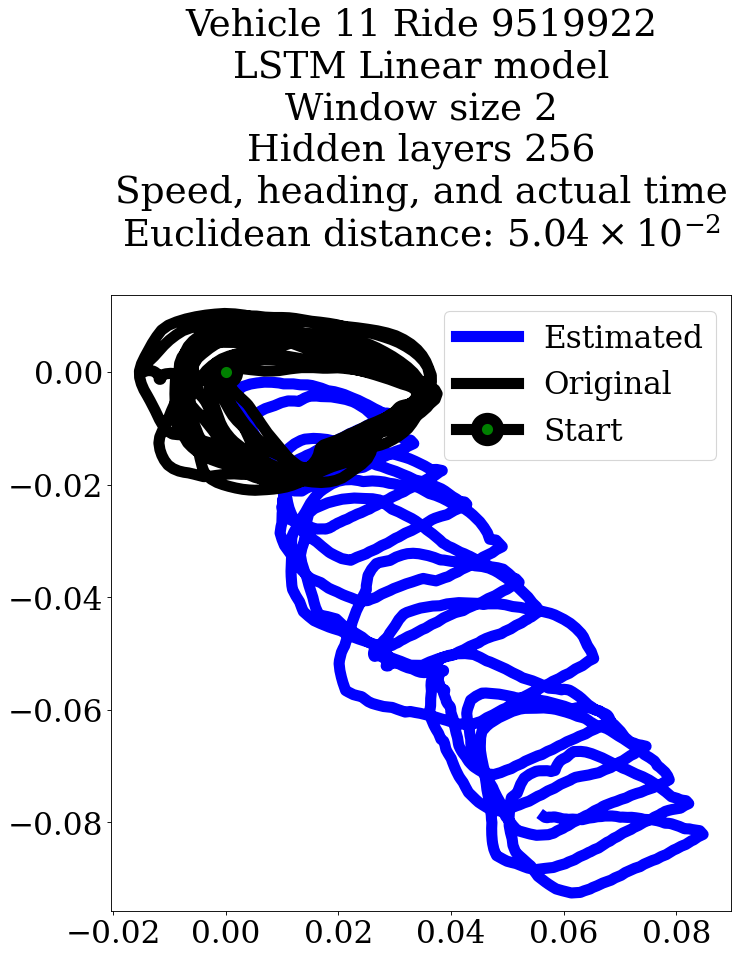 Vehicle 11 Ride 9519922
LSTM Linear model
Window size 2
Hidden layers 256
Speed, heading, and actual time
Euclidean distance: 5.04 × 10⁻²
Estimated
Original
Start
0.00
−0.02
−0.04
−0.06
−0.08
−0.02 0.00 0.02 0.04 0.06 0.08